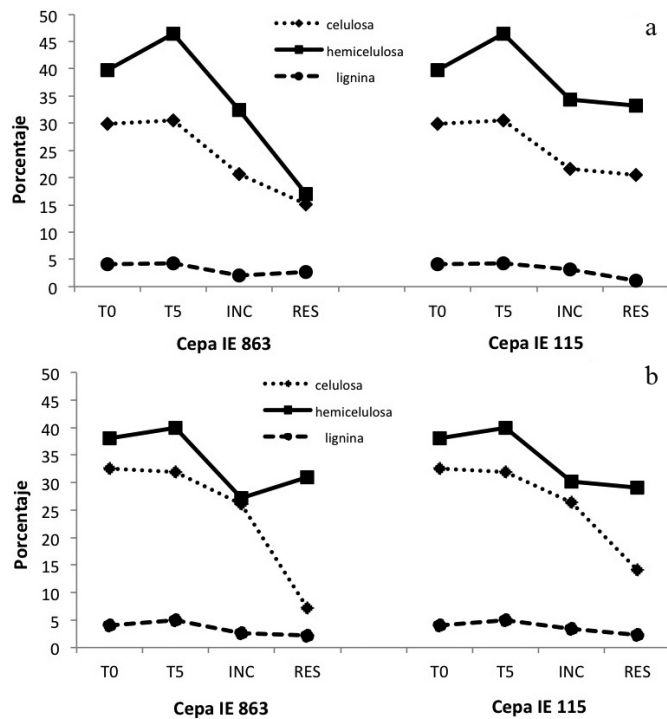 a
50
45
40
35
30
25
20
15
10
5
0
Porcentaje
celulosa
hemicelulosa
lignina
T0 T5 INC RES T0 T5 INC RES
Cepa IE 863 Cepa IE 115
b
50
45
40
35
30
25
20
15
10
5
0
Porcentaje
celulosa
hemicelulosa
lignina
T0 T5 INC RES T0 T5 INC RES
Cepa IE 863 Cepa IE 115